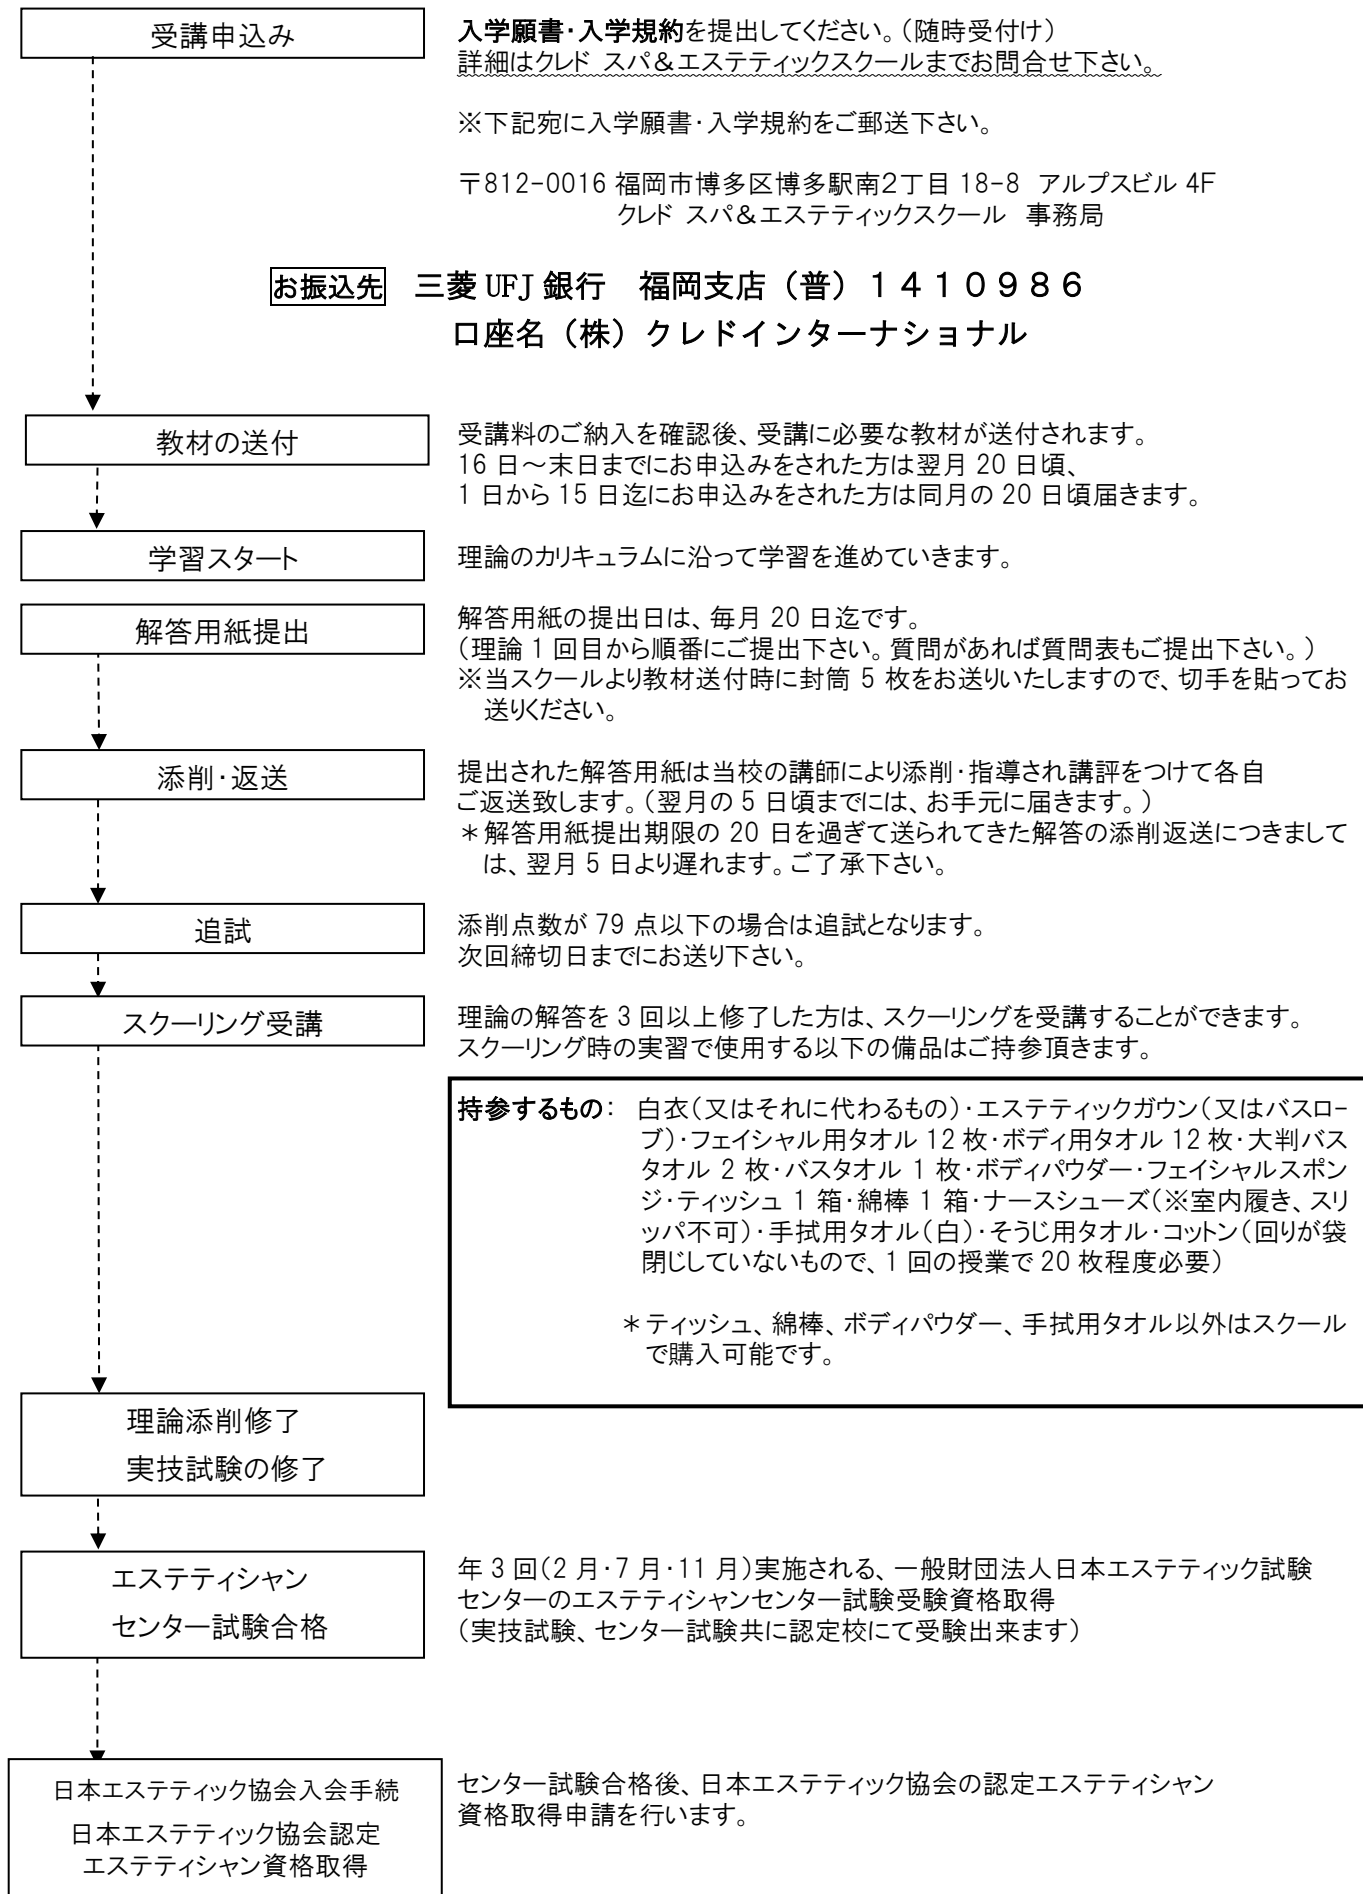 受講申込み
入学願書・入学規約を提出してください。（随時受付け）
詳細はクレド スパ＆エステティックスクールまでお問合せ下さい。
※下記宛に入学願書・入学規約をご郵送下さい。
〒812-0016 福岡市博多区博多駅南2丁目 18-8 アルプスビル 4F
クレド スパ＆エステティックスクール 事務局
お振込先 三菱 UFJ 銀行 福岡支店（普）１４１０９８６
口座名（株）クレドインターナショナル
教材の送付
受講料のご納入を確認後、受講に必要な教材が送付されます。
16 日～末日までにお申込みをされた方は翌月 20 日頃、
1 日から 15 日迄にお申込みをされた方は同月の 20 日頃届きます。
学習スタート
理論のカリキュラムに沿って学習を進めていきます。
解答用紙提出
解答用紙の提出日は、毎月 20 日迄です。
（理論 1 回目から順番にご提出下さい。質問があれば質問表もご提出下さい。）
※当スクールより教材送付時に封筒 5 枚をお送りいたしますので、切手を貼ってお
送りください。
添削・返送
提出された解答用紙は当校の講師により添削・指導され講評をつけて各自
ご返送致します。（翌月の 5 日頃までには、お手元に届きます。）
＊解答用紙提出期限の 20 日を過ぎて送られてきた解答の添削返送につきまして
は、翌月 5 日より遅れます。ご了承下さい。
追試
添削点数が 79 点以下の場合は追試となります。
次回締切日までにお送り下さい。
スクーリング受講
理論の解答を 3 回以上修了した方は、スクーリングを受講することができます。
スクーリング時の実習で使用する以下の備品はご持参頂きます。
持参するもの： 白衣（又はそれに代わるもの）・エステティックガウン（又はバスロー
ブ）・フェイシャル用タオル 12 枚・ボディ用タオル 12 枚・大判バス
タオル 2 枚・バスタオル 1 枚・ボディパウダー・フェイシャルスポン
ジ・ティッシュ 1 箱・綿棒 1 箱・ナースシューズ（※室内履き、スリ
ッパ不可）・手拭用タオル（白）・そうじ用タオル・コットン（回りが袋
閉じしていないもので、1 回の授業で 20 枚程度必要）
＊ティッシュ、綿棒、ボディパウダー、手拭用タオル以外はスクール
で購入可能です。
理論添削修了
実技試験の修了
エステティシャン
センター試験合格
年 3 回（2 月・7 月・11 月）実施される、一般財団法人日本エステティック試験
センターのエステティシャンセンター試験受験資格取得
（実技試験、センター試験共に認定校にて受験出来ます）
日本エステティック協会入会手続
日本エステティック協会認定
エステティシャン資格取得
センター試験合格後、日本エステティック協会の認定エステティシャン
資格取得申請を行います。